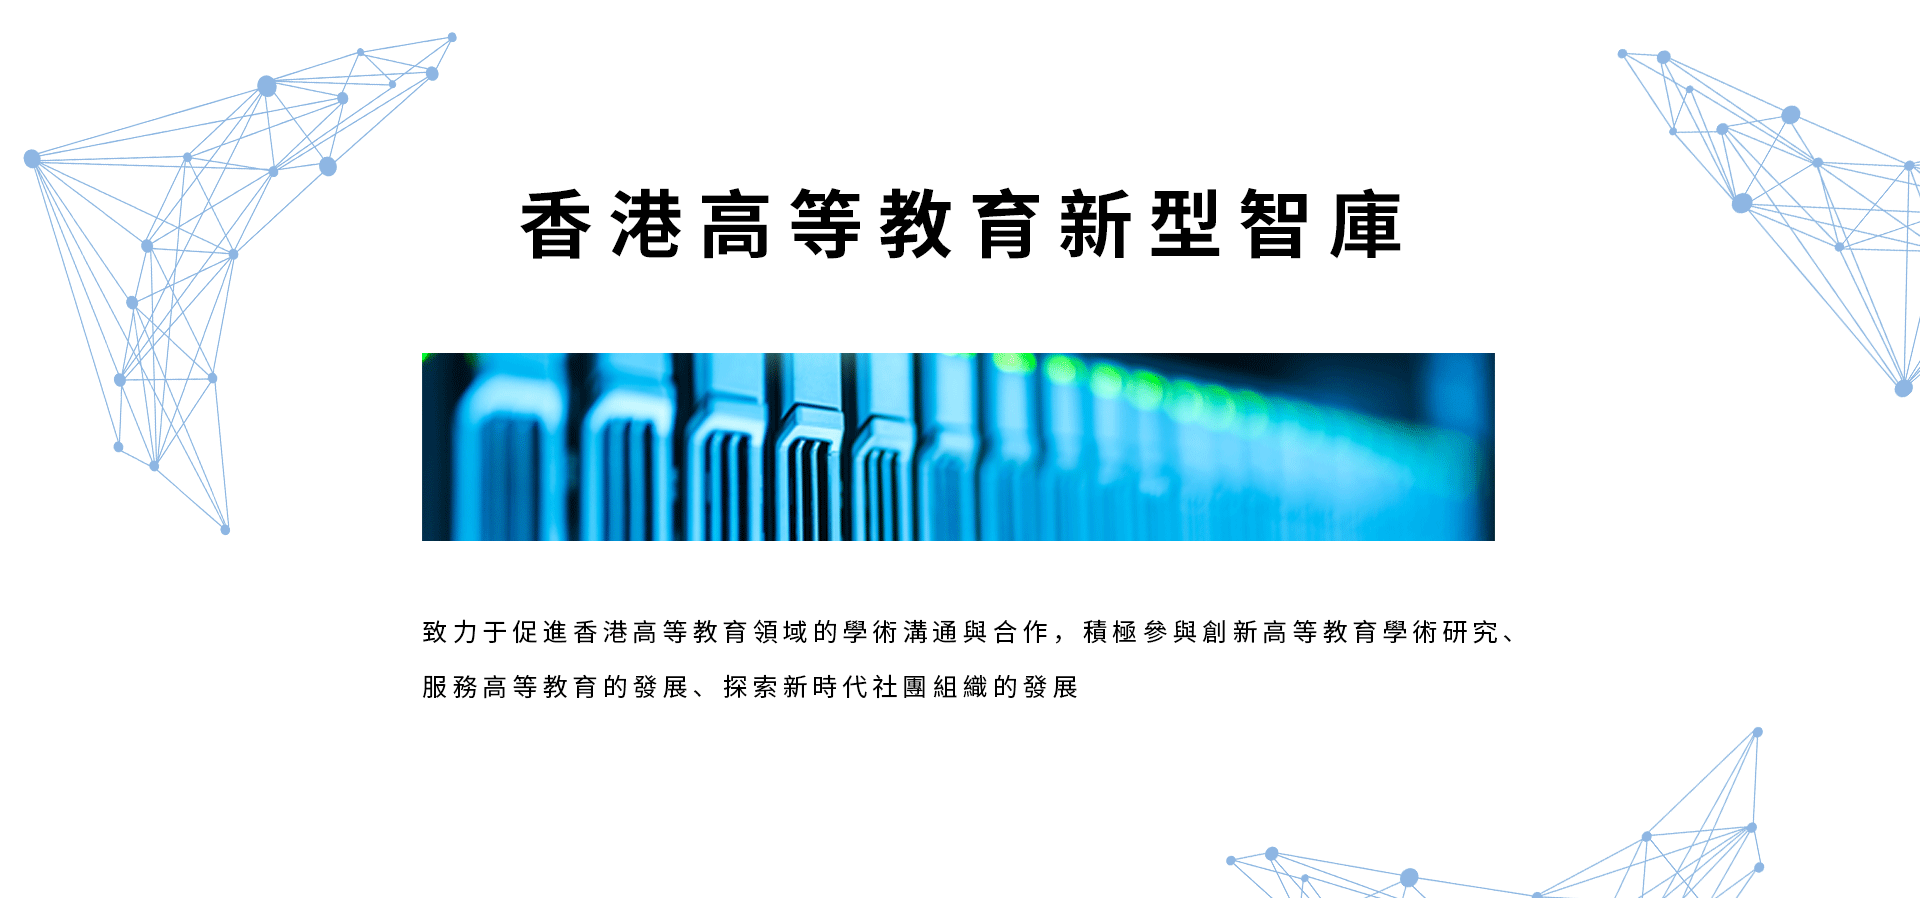 香港高等教育新型智庫
致力于促進香港高等教育領域的學術溝通與合作，積極參與創新高等教育學術研究、
服務高等教育的發展、探索新時代社團組織的發展